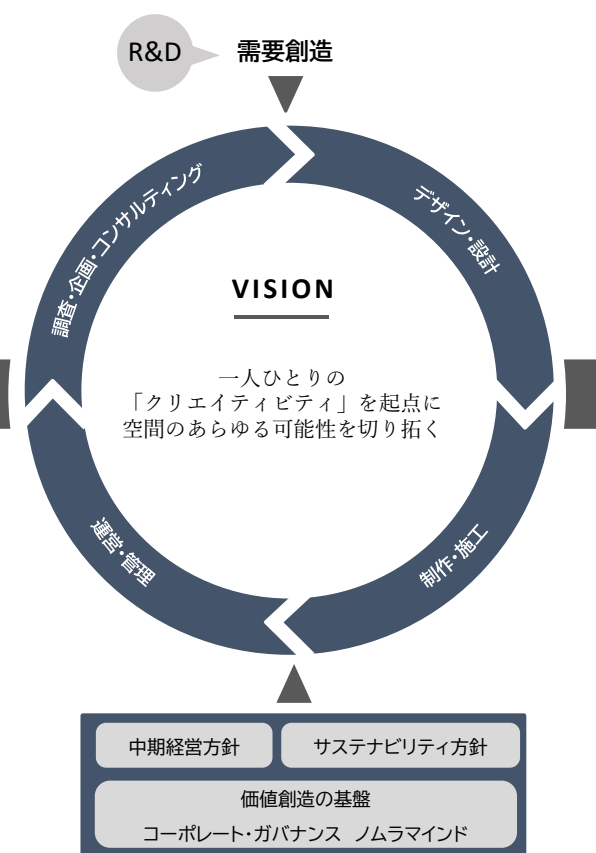 R&D
需要創造
調査・企画・コンサルティング
デザイン・設計
VISION
一人ひとりの
「クリエイティビティ」を起点に
空間のあらゆる可能性を切り拓く
運営・管理
制作・施工
中期経営方針
サステナビリティ方針
価値創造の基盤
コーポレート・ガバナンス ノムラマインド